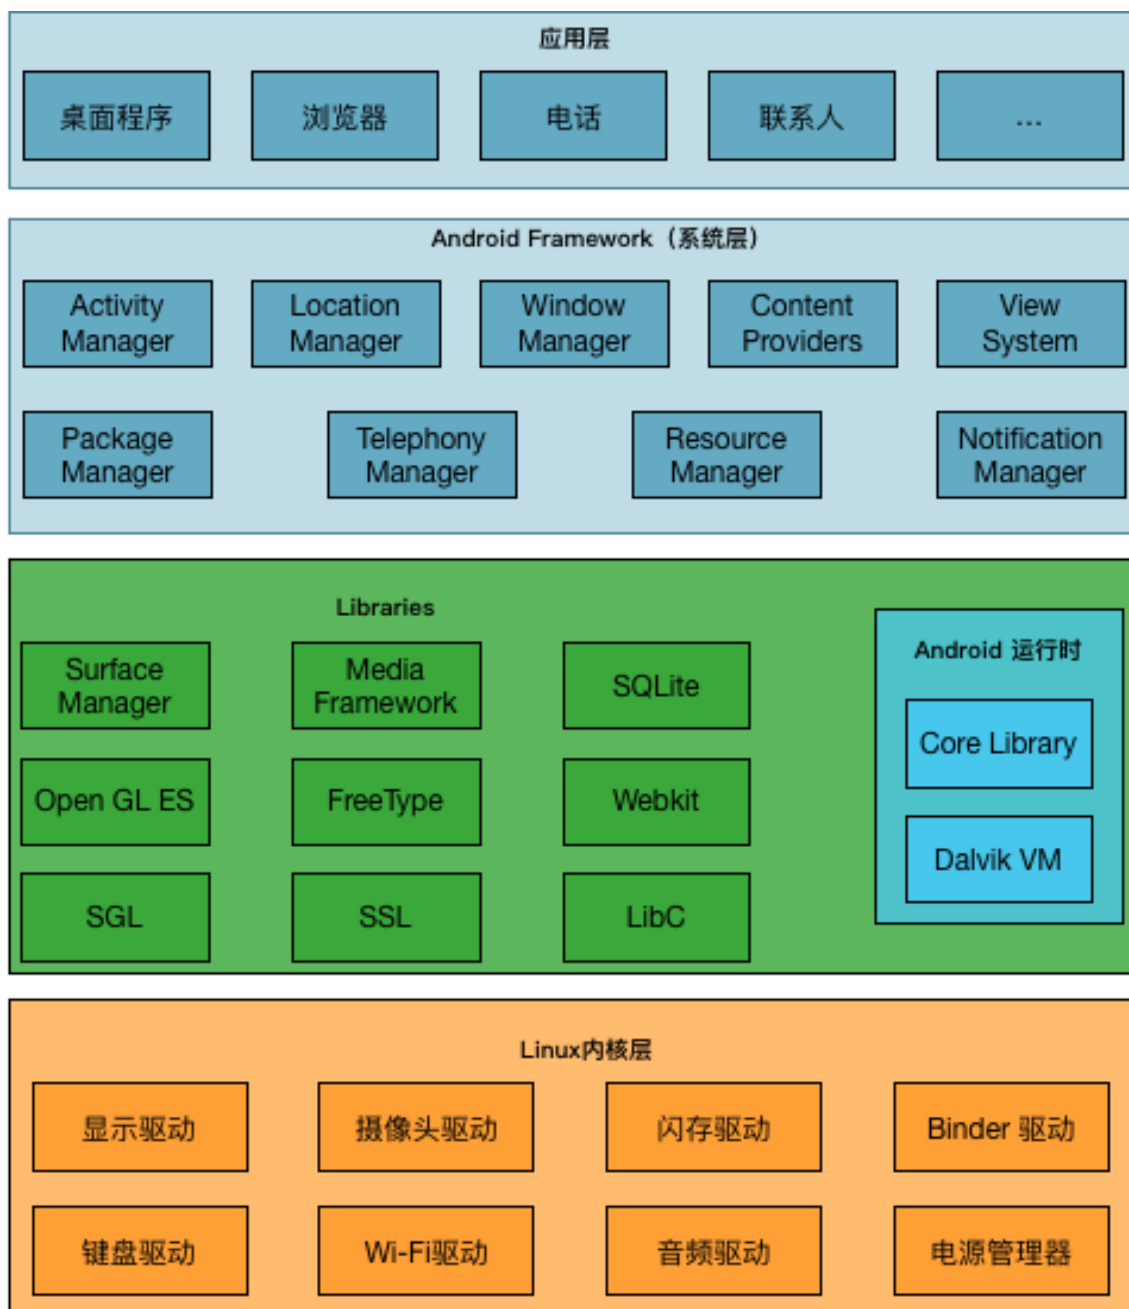 应用层
桌面程序
浏览器
电话
联系人
...
Android Framework（系统层）
Activity
Manager
Location
Manager
Window
Manager
Content
Providers
View
System
Package
Manager
Telephony
Manager
Resource
Manager
Notification
Manager
Libraries
Surface
Manager
Media
Framework
SQLite
Open GL ES
FreeType
Webkit
SGL
SSL
LibC
Android 运行时
Core Library
Dalvik VM
Linux内核层
显示驱动
摄像头驱动
闪存驱动
Binder 驱动
键盘驱动
Wi-Fi驱动
音频驱动
电源管理器